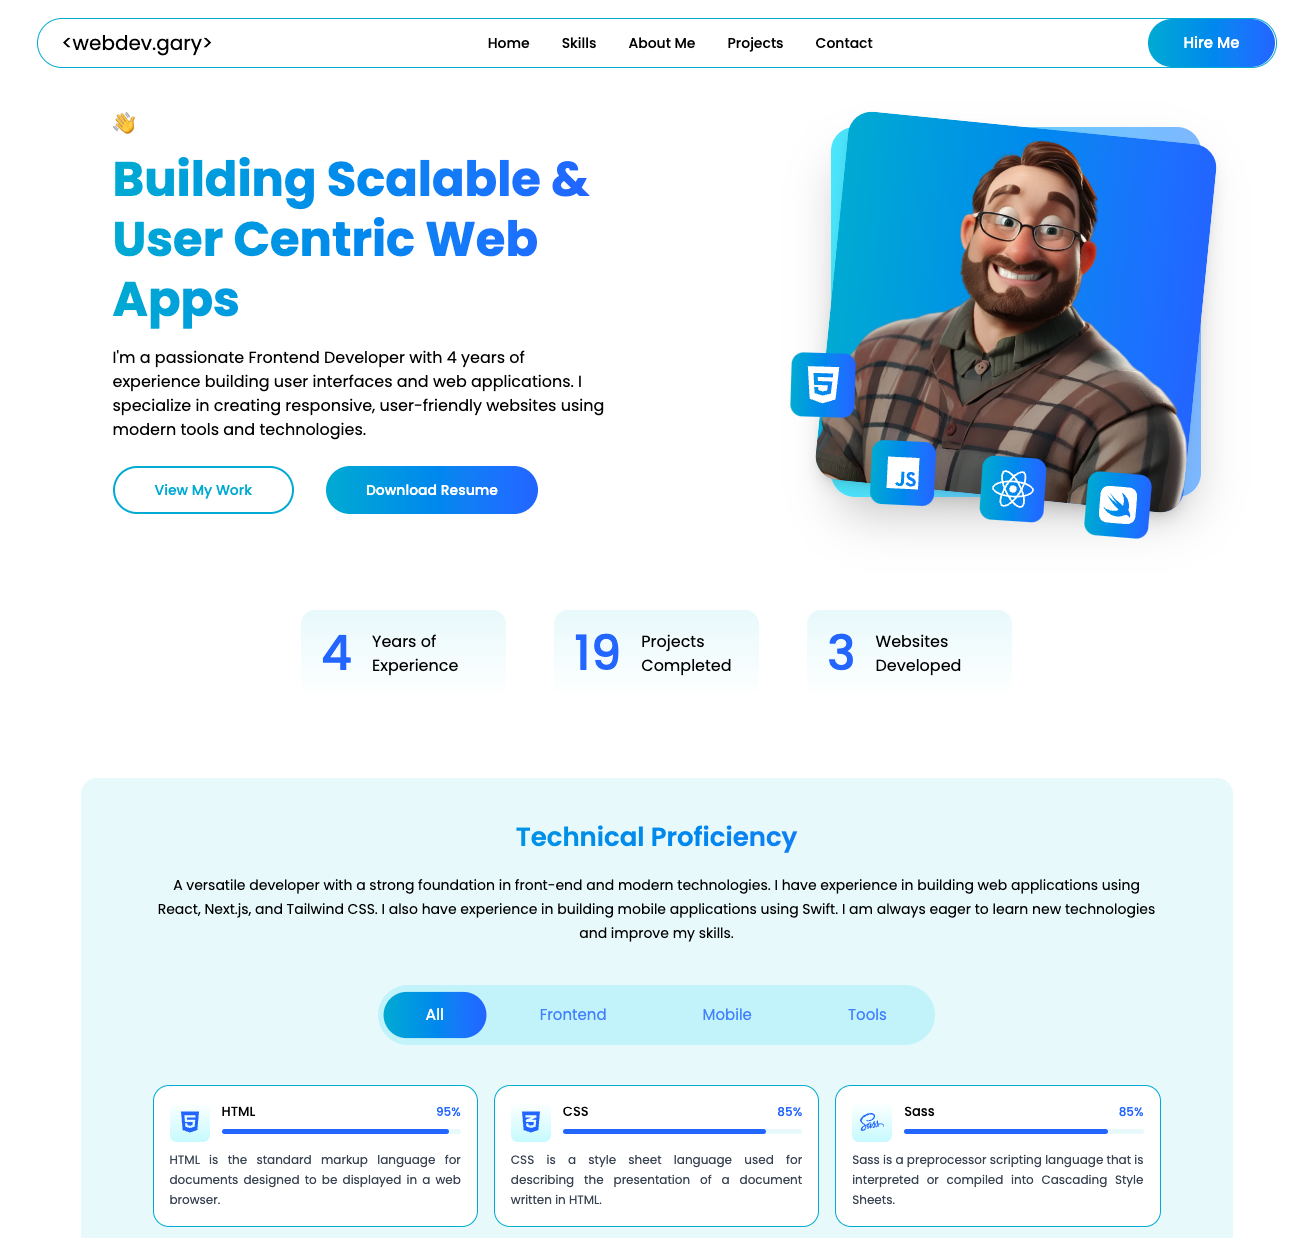 <webdev.gary>
Home Skills About Me Projects Contact
Hire Me
👋
Building Scalable &
User Centric Web
Apps
I'm a passionate Frontend Developer with 4 years of
experience building user interfaces and web applications. I
specialize in creating responsive, user-friendly websites using
modern tools and technologies.
View My Work
Download Resume
5
JS
4
Years of
Experience
19
Projects
Completed
3
Websites
Developed
Technical Proficiency
A versatile developer with a strong foundation in front-end and modern technologies. I have experience in building web applications using
React, Next.js, and Tailwind CSS. I also have experience in building mobile applications using Swift. I am always eager to learn new technologies
and improve my skills.
All Frontend Mobile Tools
5
HTML 95%
HTML is the standard markup language for
documents designed to be displayed in a web
browser.
3
CSS 85%
CSS is a style sheet language used for
describing the presentation of a document
written in HTML.
Sass
Sass 85%
Sass is a preprocessor scripting language that is
interpreted or compiled into Cascading Style
Sheets.